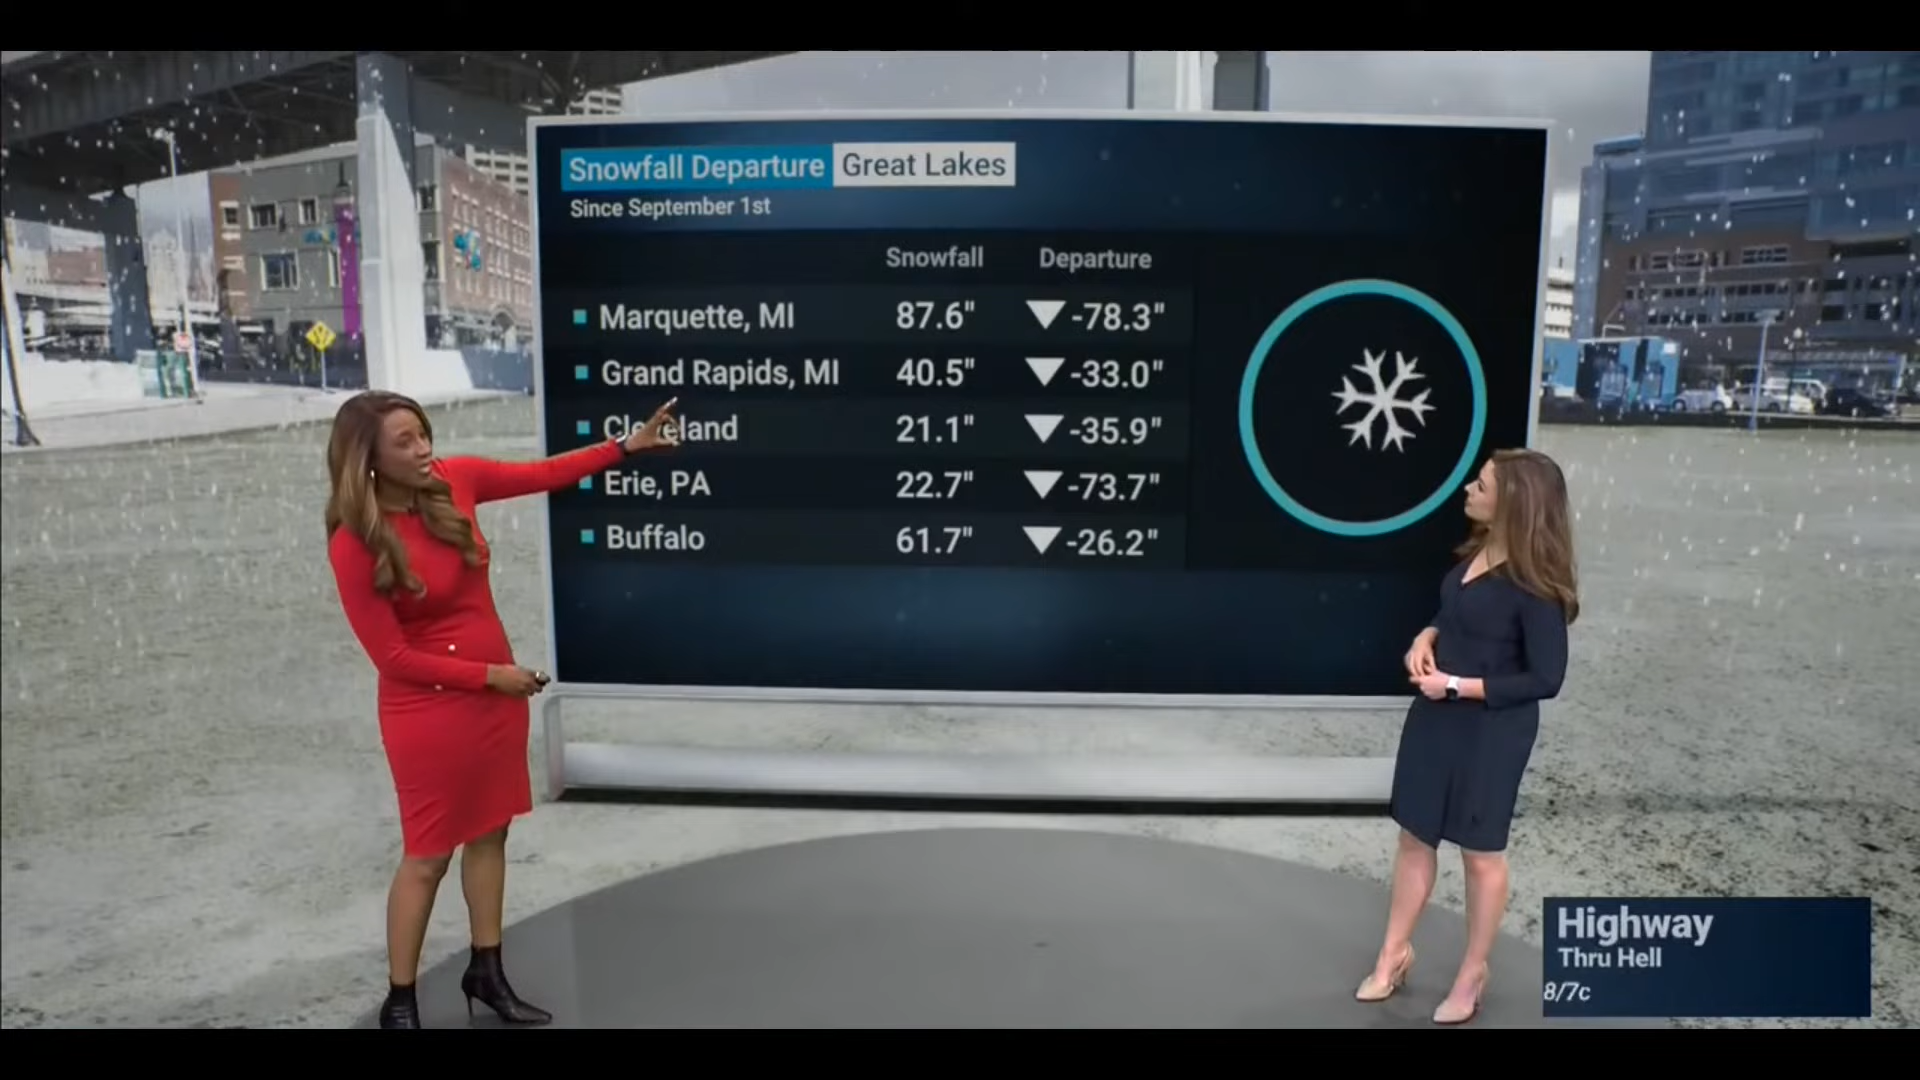 Snowfall Departure Great Lakes
Since September 1st
Snowfall Departure
Marquette, MI 87.6" -78.3"
Grand Rapids, MI 40.5" -33.0"
Cleveland 21.1" -35.9"
Erie, PA 22.7" -73.7"
Buffalo 61.7" -26.2"
Highway
Thru Hell
8/7c